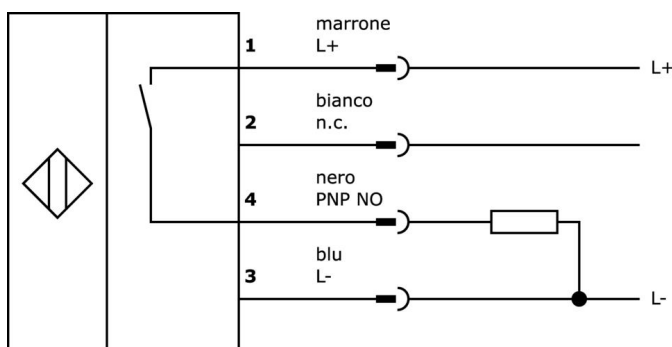 marrone
1 L+ L+
bianco
2 n.c.
nero
4 PNP NO
blu
3 L- L-